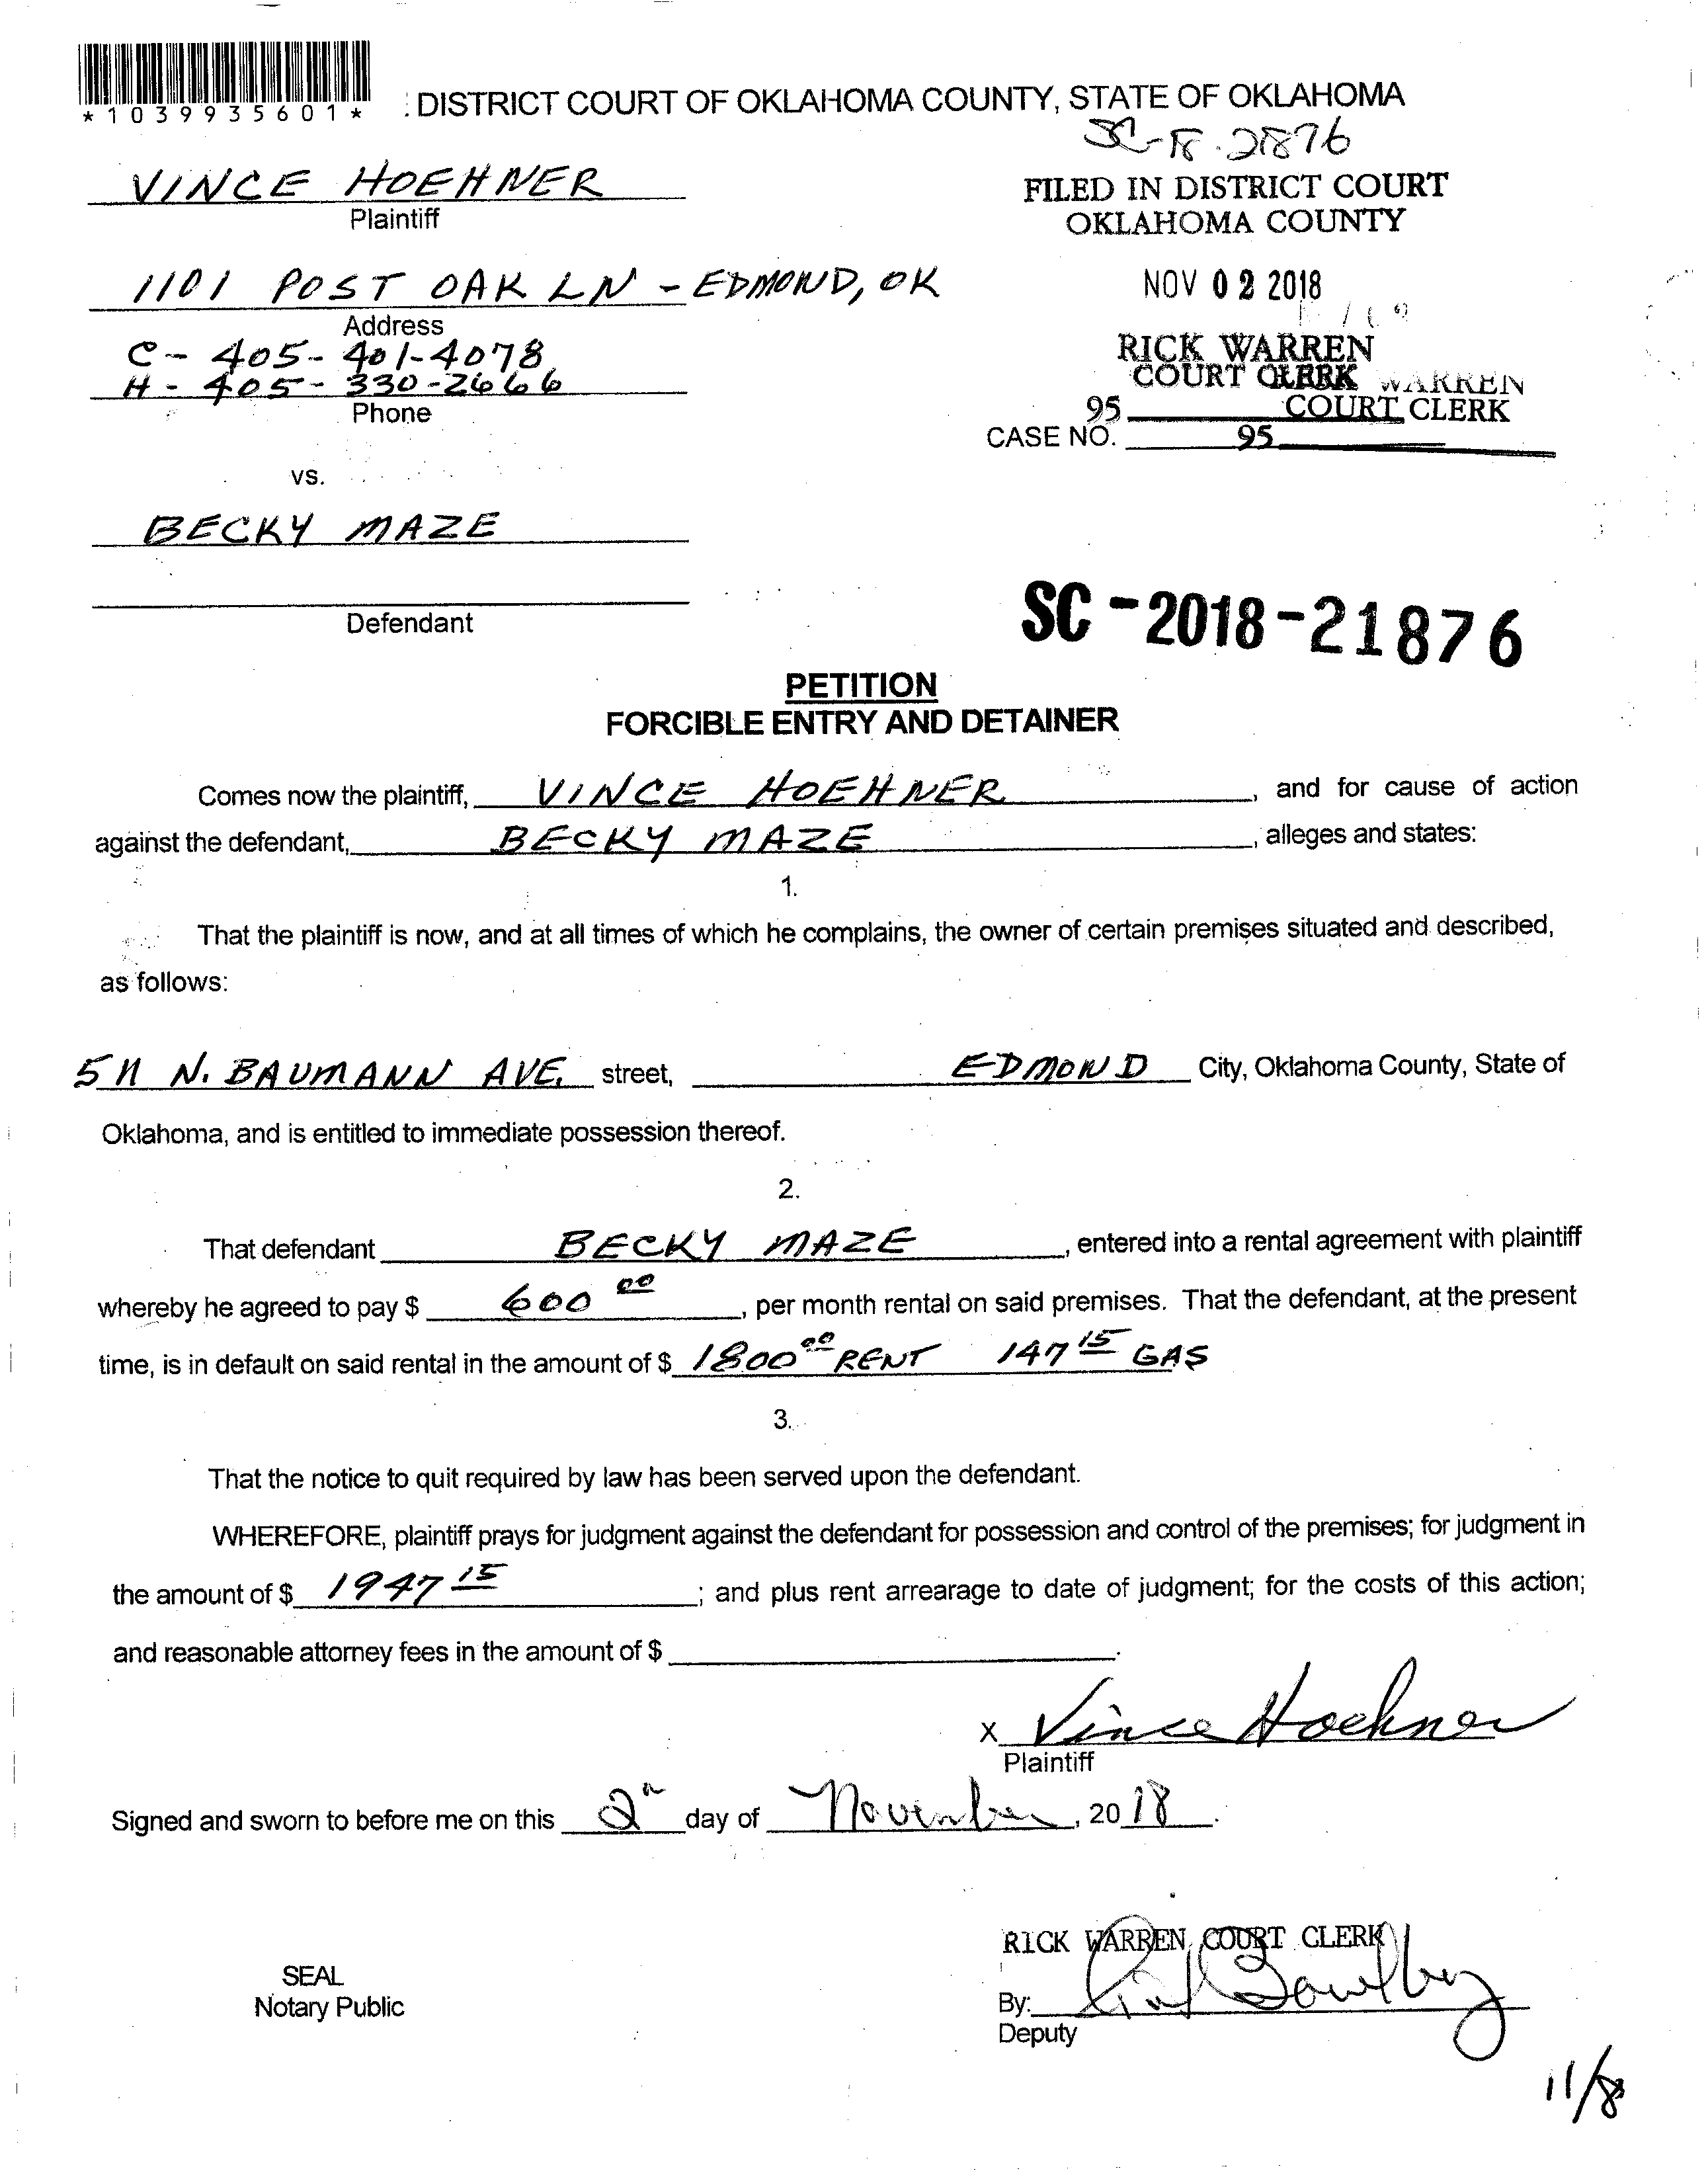 *1039935601*
: DISTRICT COURT OF OKLAHOMA COUNTY, STATE OF OKLAHOMA
SC-18-21876
VINCE HOEHNER
Plaintiff
FILED IN DISTRICT COURT
OKLAHOMA COUNTY
1101 POST OAK LN - EDMOND, OK
Address
NOV 02 2018
C - 405-401-4078
H - 405-330-2666
Phone
RICK WARREN
COURT CLERK WARREN
95 COURT CLERK
CASE NO. 95
vs.
BECKY MAZE
Defendant
SC-2018-21876
PETITION
FORCIBLE ENTRY AND DETAINER
Comes now the plaintiff, VINCE HOEHNER, and for cause of action
against the defendant, BECKY MAZE, alleges and states:
1.
That the plaintiff is now, and at all times of which he complains, the owner of certain premises situated and described,
as follows:
511 N. BAUMANN AVE. street, EDMOND City, Oklahoma County, State of
Oklahoma, and is entitled to immediate possession thereof.
2.
That defendant BECKY MAZE, entered into a rental agreement with plaintiff
whereby he agreed to pay $ 600 00, per month rental on said premises. That the defendant, at the present
time, is in default on said rental in the amount of $ 1800 00 RENT 147 15 GAS
3.
That the notice to quit required by law has been served upon the defendant.
WHEREFORE, plaintiff prays for judgment against the defendant for possession and control of the premises; for judgment in
the amount of $ 1947 15; and plus rent arrearage to date of judgment; for the costs of this action;
and reasonable attorney fees in the amount of $ .
X Vince Hoehner
Plaintiff
Signed and sworn to before me on this 2n day of November, 20 18.
RICK WARREN, COURT CLERK
SEAL
Notary Public
By:
Deputy
11/8